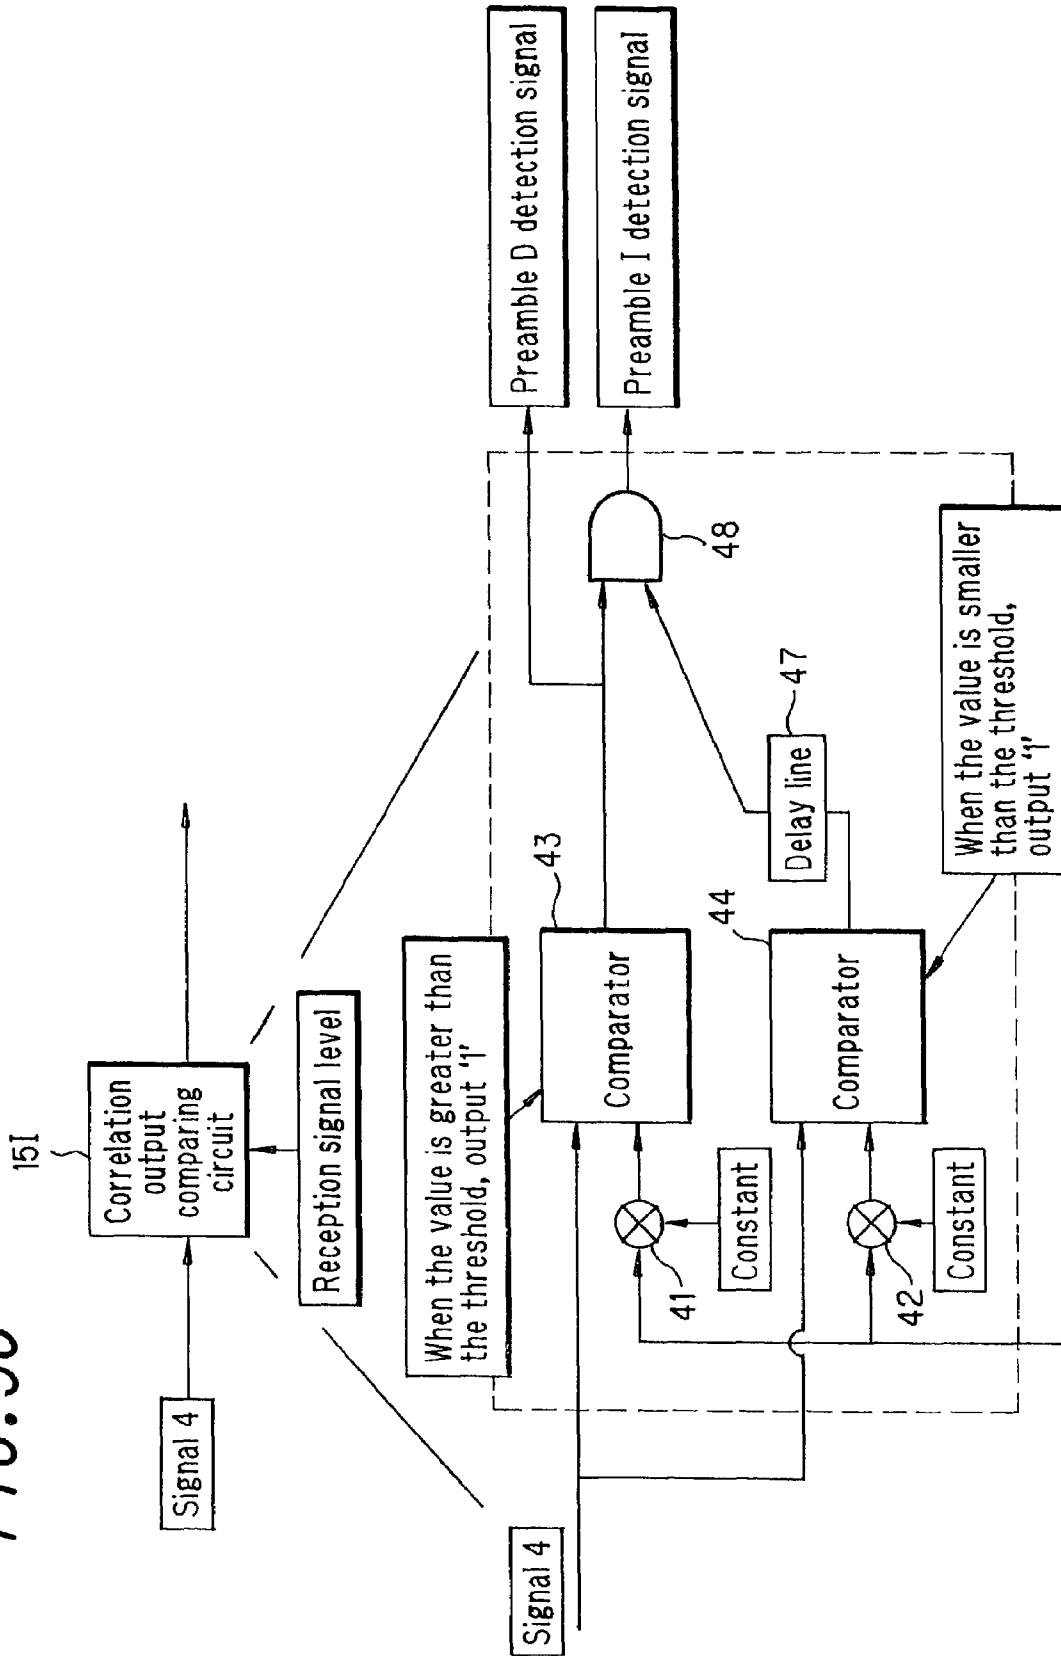 15I
Signal 4
Correlation
output
comparing
circuit
Reception signal level
Signal 4
When the value is greater than
the threshold, output '1'
43
Comparator
41
Constant
44
Comparator
42
Constant
47
Delay line
48
When the value is smaller
than the threshold,
output '1'
Preamble D detection signal
Preamble I detection signal